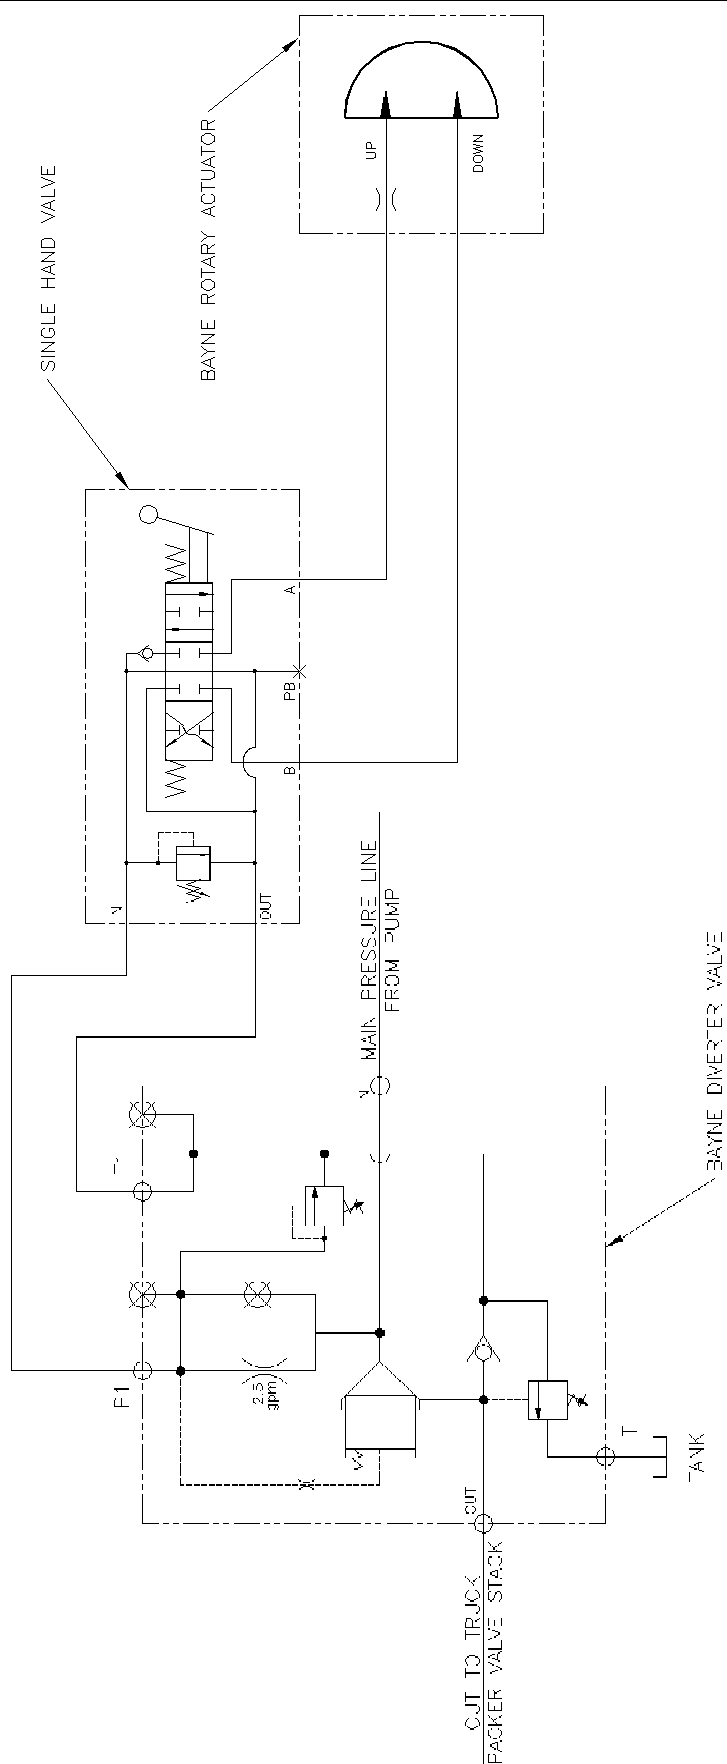 SINGLE HAND VALVE
BAYNE ROTARY ACTUATOR
UP
DOWN
A
PB
B
OUT
MAIN PRESSURE LINE
FROM PUMP
BAYNE DIVERTER VALVE
2.5
gpm
T
TANK
OUT
OUT TO TRUCK
PACKER VALVE STACK